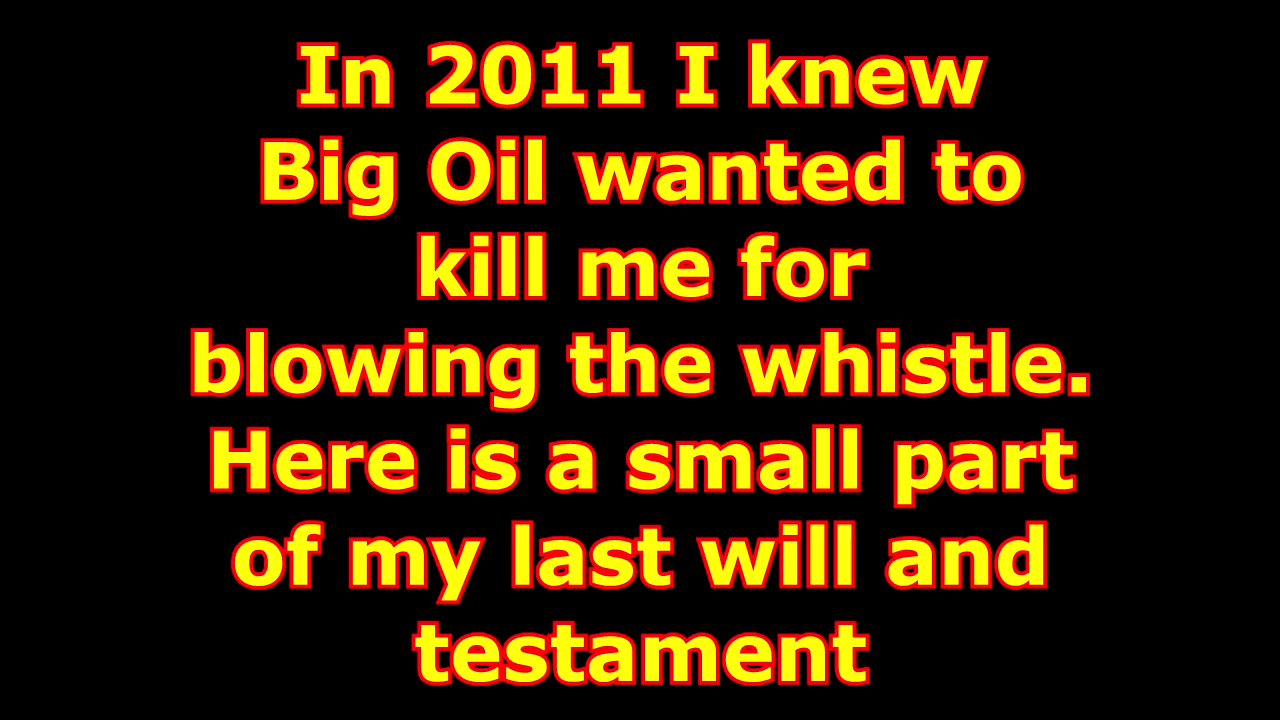 In 2011 I knew
Big Oil wanted to
kill me for
blowing the whistle.
Here is a small part
of my last will and
testament